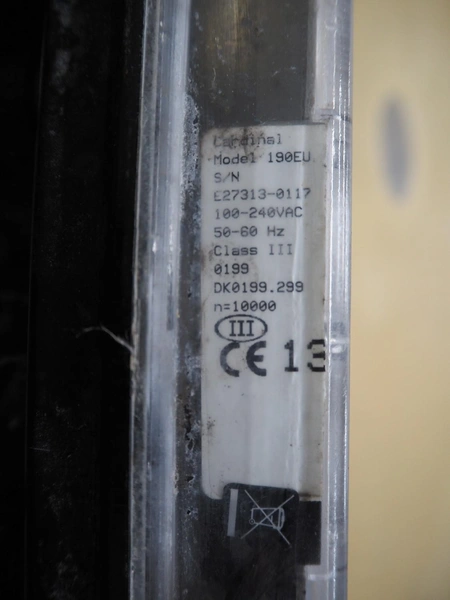 Cardinal
Model 190EU
S/N
E27313-0117
100-240VAC
50-60 Hz
Class III
0199
DK0199.299
n=10000
III
CE 13